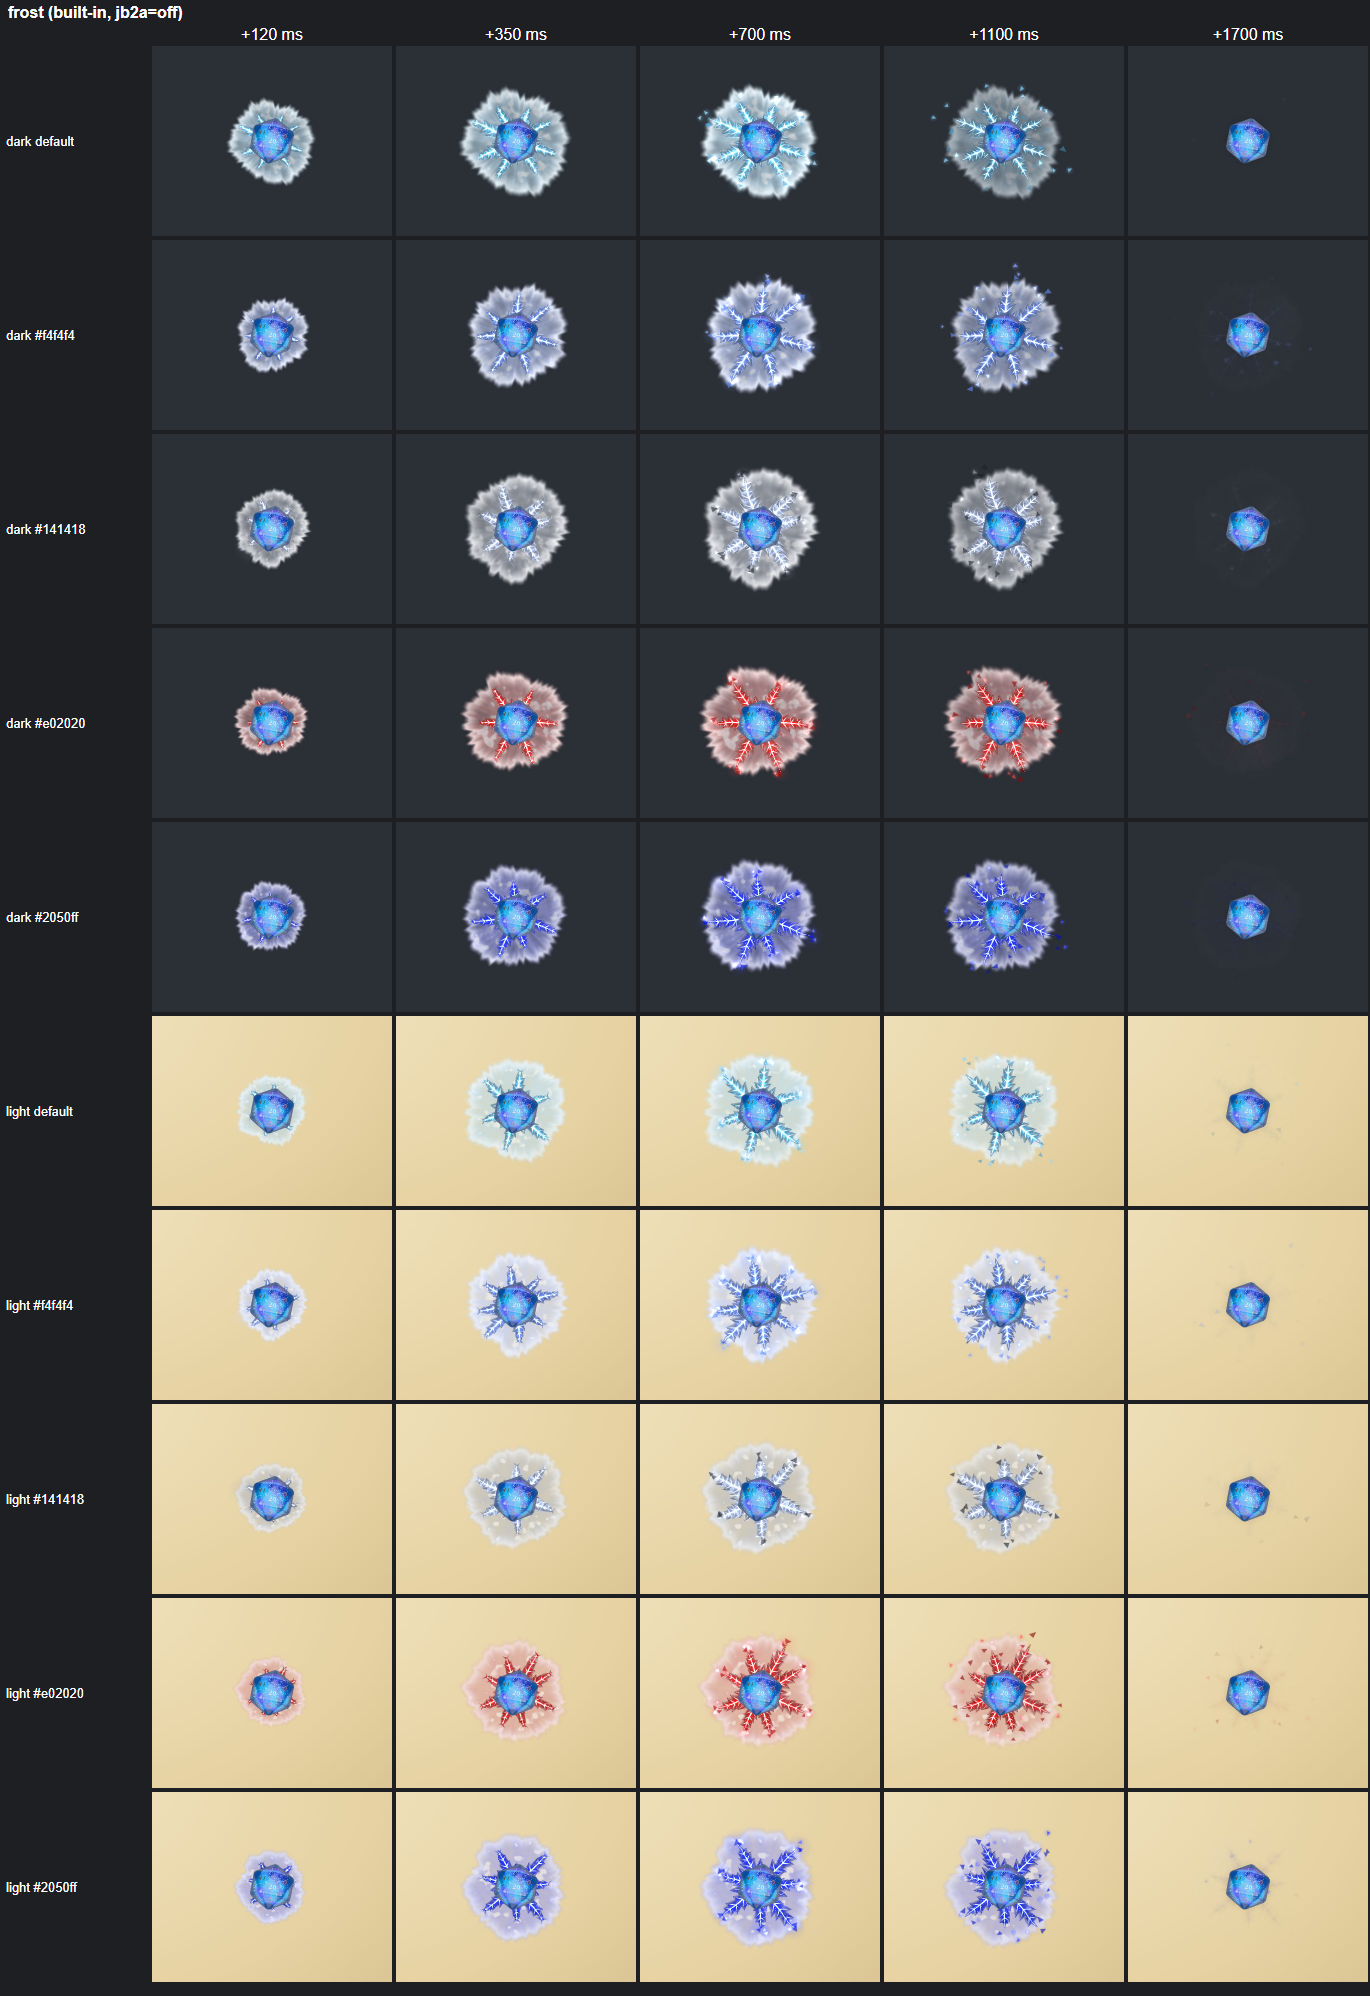 frost (built-in, jb2a=off)
+120 ms +350 ms +700 ms +1100 ms +1700 ms
dark default
dark #f4f4f4
dark #141418
dark #e02020
dark #2050ff
light default
light #f4f4f4
light #141418
light #e02020
light #2050ff